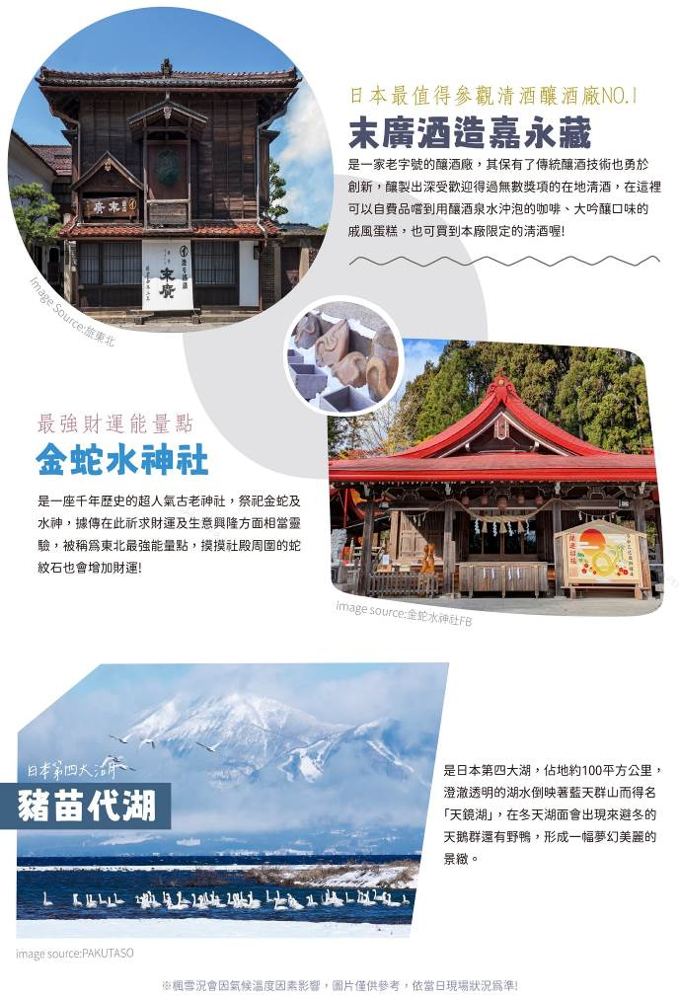 日本最值得參觀清酒釀酒廠NO.1
末廣酒造嘉永藏
是一家老字號的釀酒廠，其保有了傳統釀酒技術也勇於
創新，釀製出深受歡迎得過無數獎項的在地清酒，在這裡
可以自費品嚐到用釀酒泉水沖泡的咖啡、大吟釀口味的
戚風蛋糕，也可買到本廠限定的清酒喔!
末廣
末廣
image Source:旅東北
最強財運能量點
金蛇水神社
是一座千年歷史的超人氣古老神社，祭祀金蛇及
水神，據傳在此祈求財運及生意興隆方面相當靈
驗，被稱為東北最強能量點，摸摸社殿周圍的蛇
紋石也會增加財運!
開運招福
image source:金蛇水神社FB
日本第四大湖
豬苗代湖
是日本第四大湖，佔地約100平方公里，
澄澈透明的湖水倒映著藍天群山而得名
「天鏡湖」，在冬天湖面會出現來避冬的
天鵝群還有野鴨，形成一幅夢幻美麗的
景緻。
image source:PAKUTASO
※楓雪況會因氣候溫度因素影響，圖片僅供參考，依當日現場狀況為準!